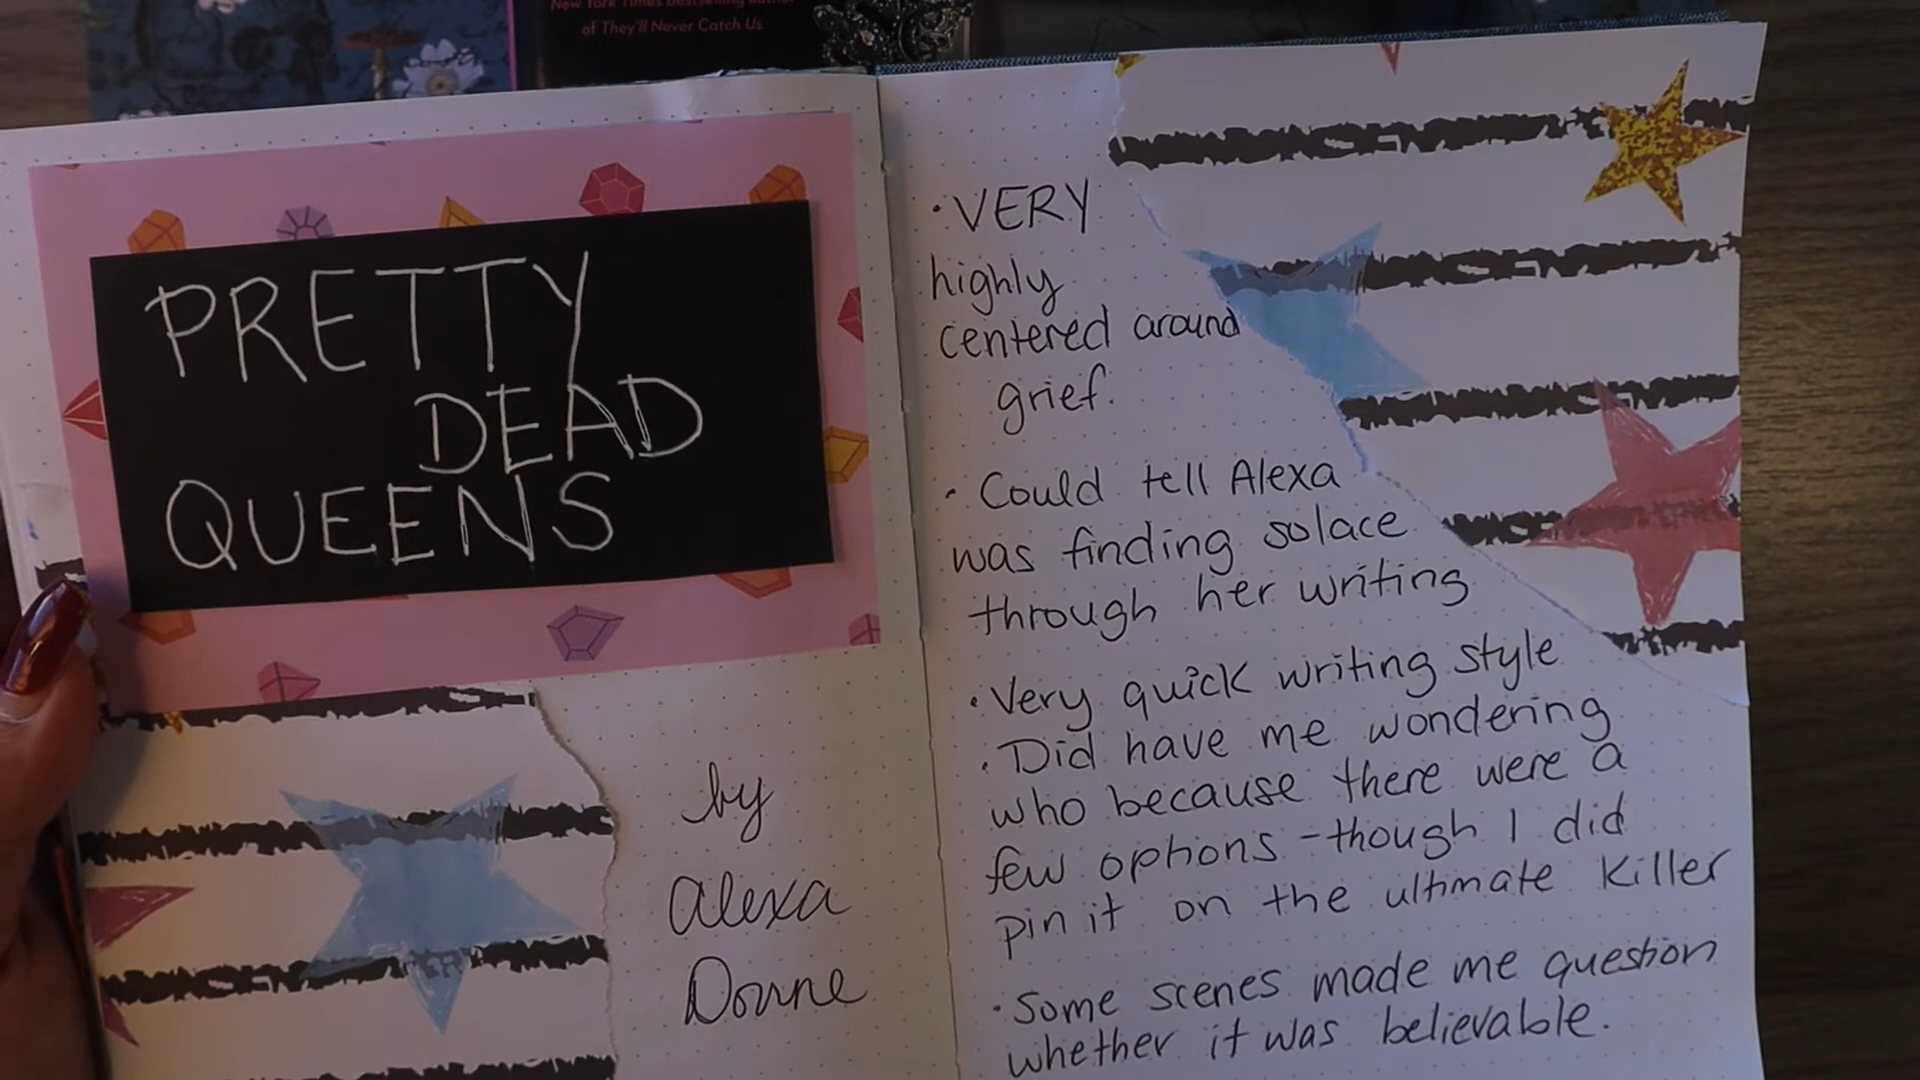 New York Times bestselling author
of They'll Never Catch Us
PRETTY
DEAD
QUEENS
by
Alexa
Donne
• VERY
highly
centered around
grief.
• Could tell Alexa
was finding solace
through her writing
• Very quick writing style
• Did have me wondering
who because there were a
few options - though I did
pin it on the ultimate killer
• Some scenes made me question
whether it was believable.